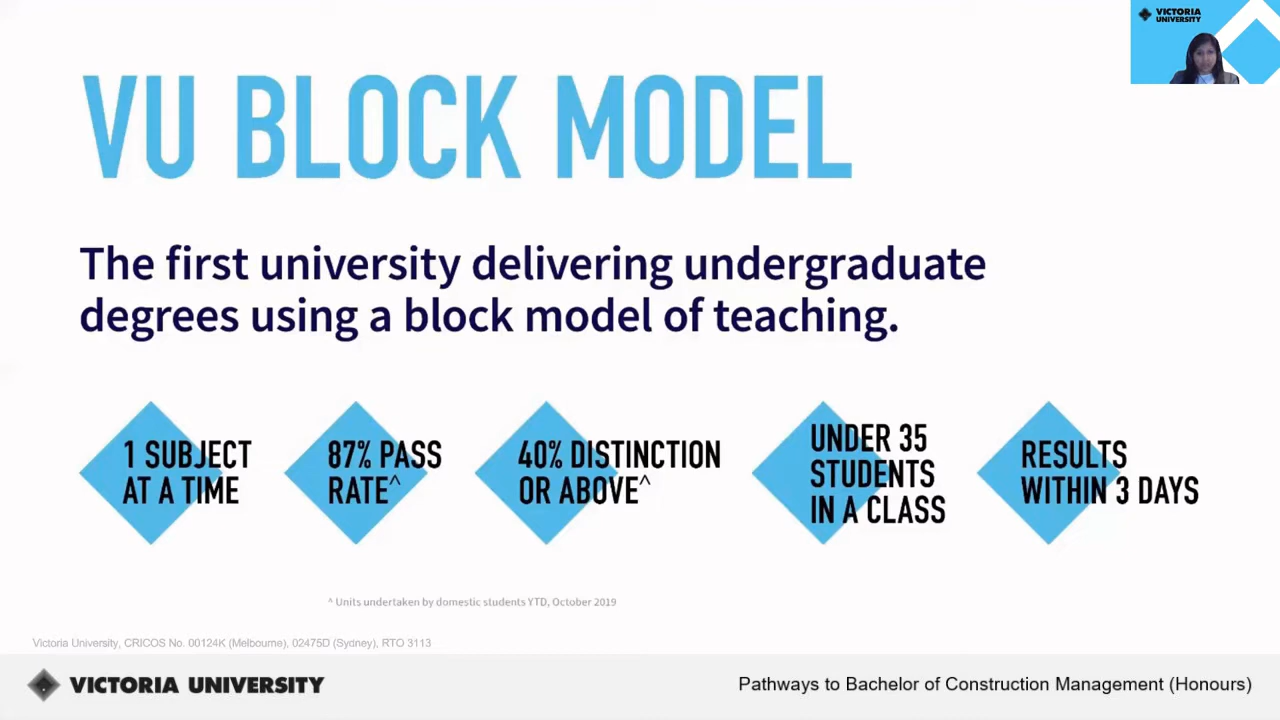 VICTORIA
UNIVERSITY
VU BLOCK MODEL
The first university delivering undergraduate
degrees using a block model of teaching.
1 SUBJECT
AT A TIME
87% PASS
RATE^
40% DISTINCTION
OR ABOVE^
UNDER 35
STUDENTS
IN A CLASS
RESULTS
WITHIN 3 DAYS
^ Units undertaken by domestic students YTD, October 2019
Victoria University, CRICOS No. 00124K (Melbourne), 02475D (Sydney), RTO 3113
VICTORIA UNIVERSITY
Pathways to Bachelor of Construction Management (Honours)